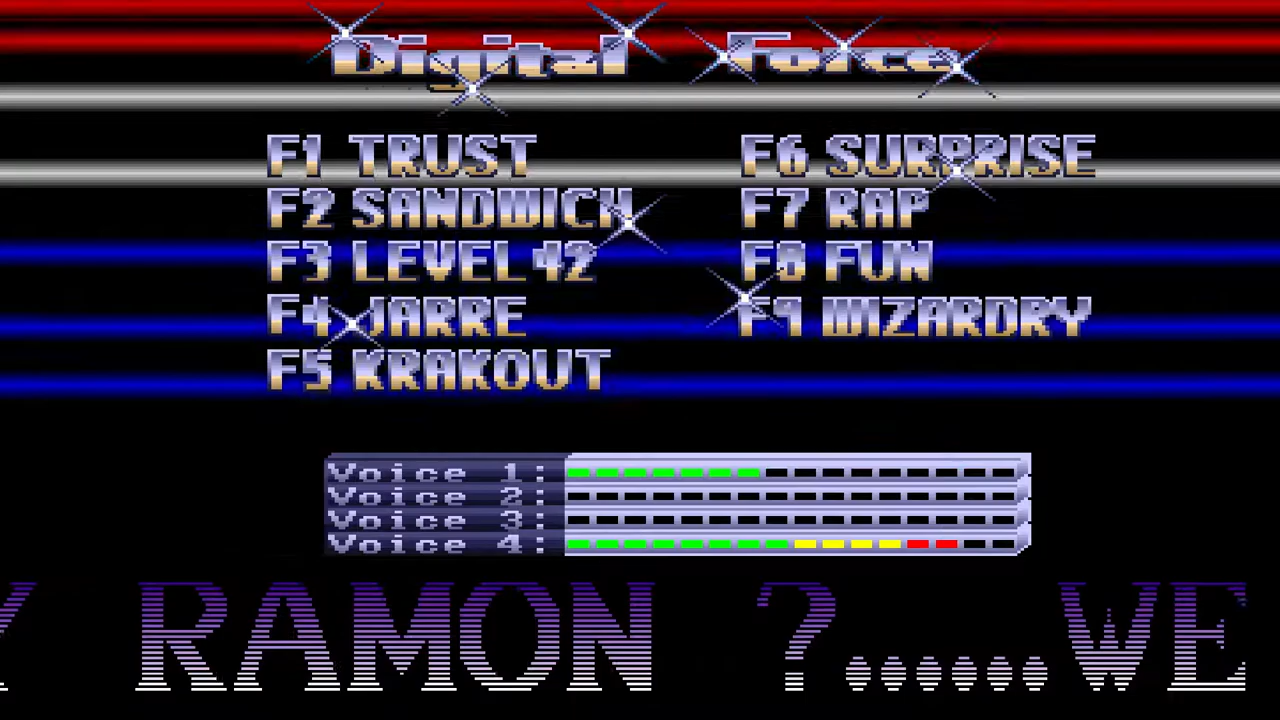 Digital Force
F1 TRUST
F2 SANDWICH
F3 LEVEL 42
F4 JARRE
F5 KRAKOUT
F6 SURPRISE
F7 RAP
F8 FUN
F9 WIZARDRY
Voice 1:
Voice 2:
Voice 3:
Voice 4:
Y RAMON ?......WE